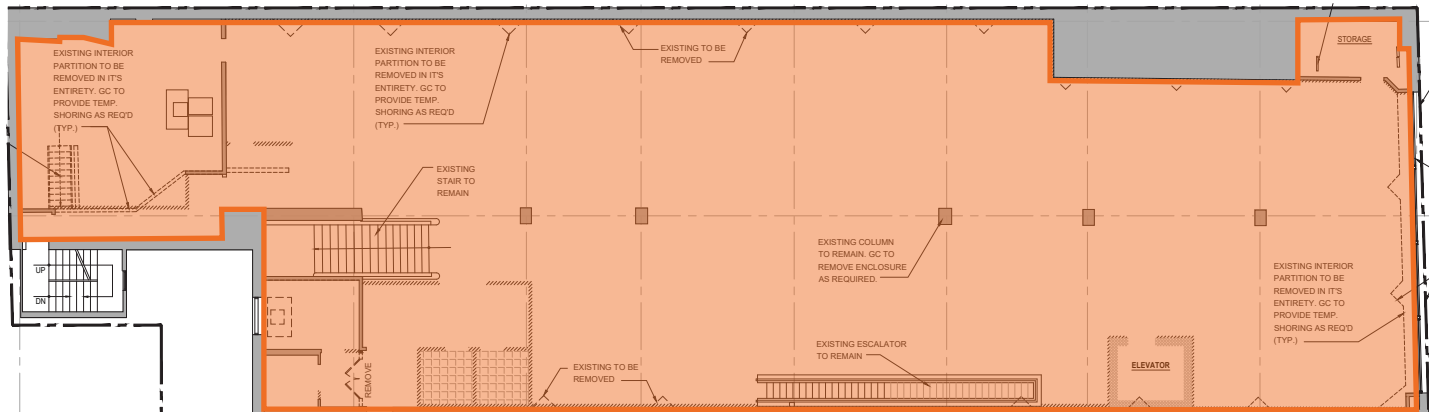 STORAGE
EXISTING INTERIOR
PARTITION TO BE
REMOVED IN IT'S
ENTIRETY. GC TO
PROVIDE TEMP.
SHORING AS REQ'D
(TYP.)
EXISTING INTERIOR
PARTITION TO BE
REMOVED IN IT'S
ENTIRETY. GC TO
PROVIDE TEMP.
SHORING AS REQ'D
(TYP.)
EXISTING TO BE
REMOVED
EXISTING
STAIR TO
REMAIN
EXISTING COLUMN
TO REMAIN. GC TO
REMOVE ENCLOSURE
AS REQUIRED.
EXISTING INTERIOR
PARTITION TO BE
REMOVED IN IT'S
ENTIRETY. GC TO
PROVIDE TEMP.
SHORING AS REQ'D
(TYP.)
UP
DN
EXISTING ESCALATOR
TO REMAIN
ELEVATOR
EXISTING TO BE
REMOVED
REMOVE